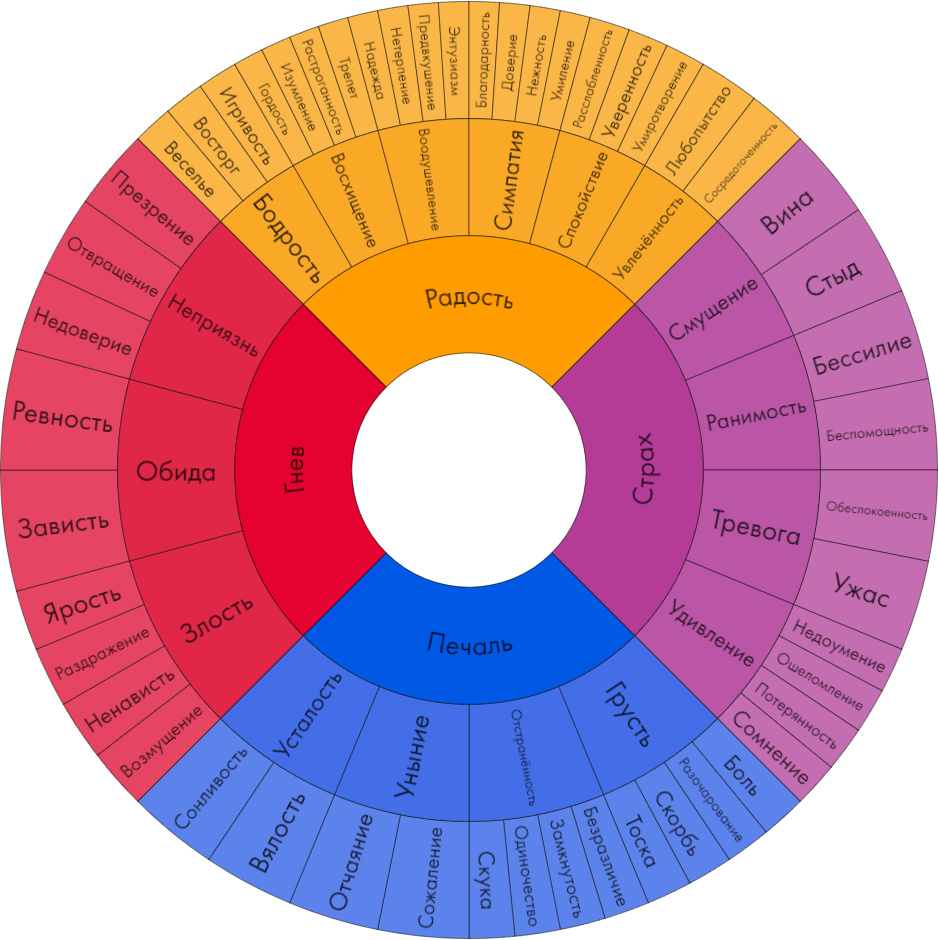 Радость
Бодрость
Восхищение
Воодушевление
Симпатия
Спокойствие
Увлечённость
Веселье
Восторг
Игривость
Гордость
Изумление
Растроганность
Трепет
Надежда
Нетерпение
Предвкушение
Энтузиазм
Благодарность
Доверие
Нежность
Умиление
Расслабленность
Уверенность
Умиротворение
Любопытство
Сосредоточенность
Страх
Смущение
Ранимость
Тревога
Удивление
Вина
Стыд
Бессилие
Беспомощность
Обеспокоенность
Ужас
Недоумение
Ошеломление
Потерянность
Сомнение
Печаль
Грусть
Отстранённость
Уныние
Усталость
Боль
Разочарование
Скорбь
Тоска
Безразличие
Замкнутость
Одиночество
Скука
Сожаление
Отчаяние
Вялость
Сонливость
Гнев
Злость
Обида
Неприязнь
Возмущение
Ненависть
Раздражение
Ярость
Зависть
Ревность
Недоверие
Отвращение
Презрение